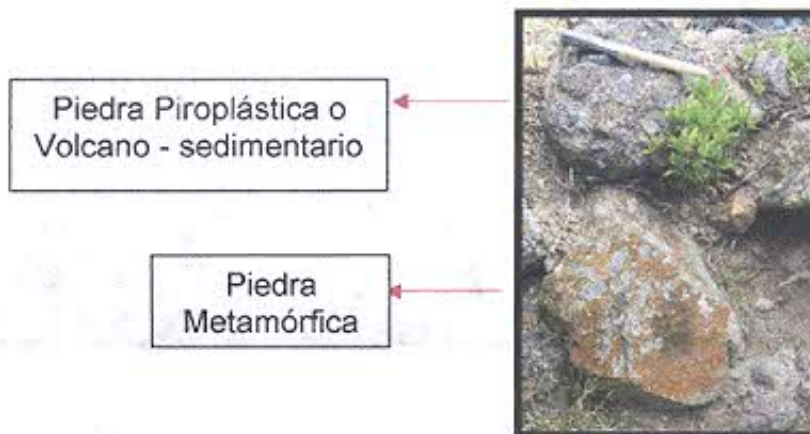 Piedra Piroplástica o
Volcano - sedimentario
Piedra
Metamórfica